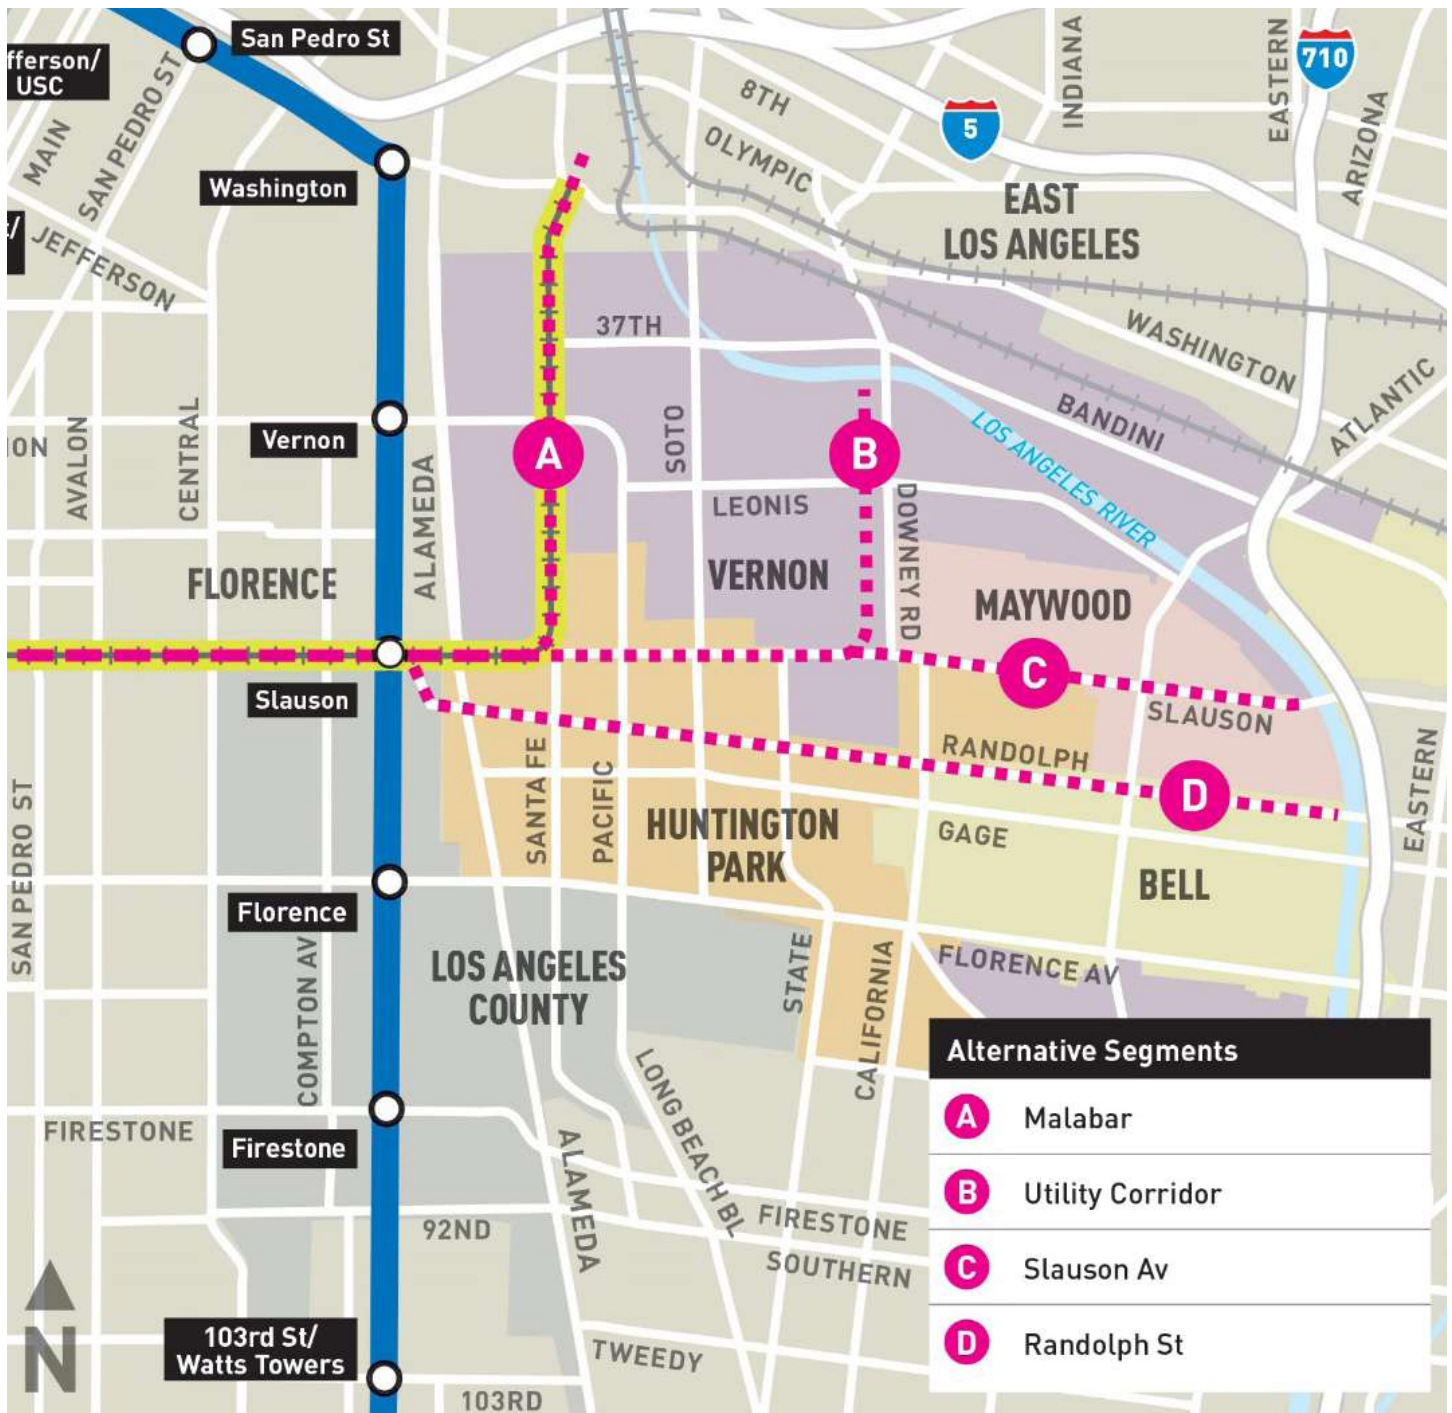 San Pedro St
fferson/
USC
MAIN
SAN PEDRO ST
Washington
JEFFERSON
8TH
OLYMPIC
INDIANA
EASTERN
710
5
ARIZONA
EAST
LOS ANGELES
37TH
WASHINGTON
BANDINI
ATLANTIC
LOS ANGELES RIVER
Vernon
ION
AVALON
CENTRAL
ALAMEDA
A
SOTO
B
LEONIS
DOWNEY RD
FLORENCE
VERNON
MAYWOOD
C
SLAUSON
Slauson
RANDOLPH
D
SANTA FE
PACIFIC
HUNTINGTON
PARK
GAGE
BELL
EASTERN
SAN PEDRO ST
Florence
COMPTON AV
LOS ANGELES
COUNTY
STATE
CALIFORNIA
FLORENCE AV
FIRESTONE
Firestone
LONG BEACH BL
ALAMEDA
92ND
FIRESTONE
SOUTHERN
TWEEDY
103rd St/
Watts Towers
103RD
N
Alternative Segments
A Malabar
B Utility Corridor
C Slauson Av
D Randolph St